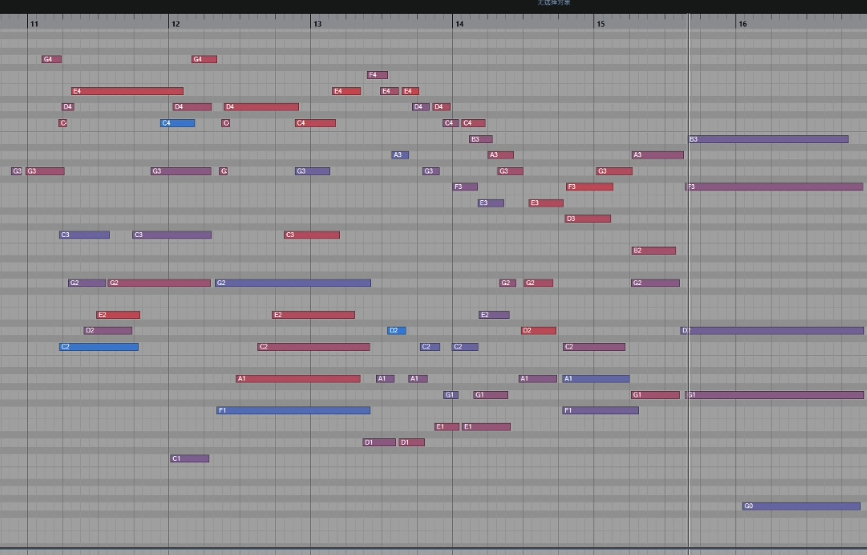 无选择对象
11 12 13 14 15 16
G4 G4
F4
E4 E4 E4 E4
D4 D4 D4 D4 D4
C4 C4 C4 C4
B3 B3
A3 A3 A3
G3 G3 G3 G3 G3 G3 G3
F3 F3 F3
E3 E3
D3
C3 C3 C3
B2
G2 G2 G2 G2 G2 G2
E2 E2 E2
D2 D2 D2 D2
C2 C2 C2 C2 C2
A1 A1 A1 A1 A1
G1 G1 G1 G1
F1 F1
E1 E1
D1 D1
C1
G0